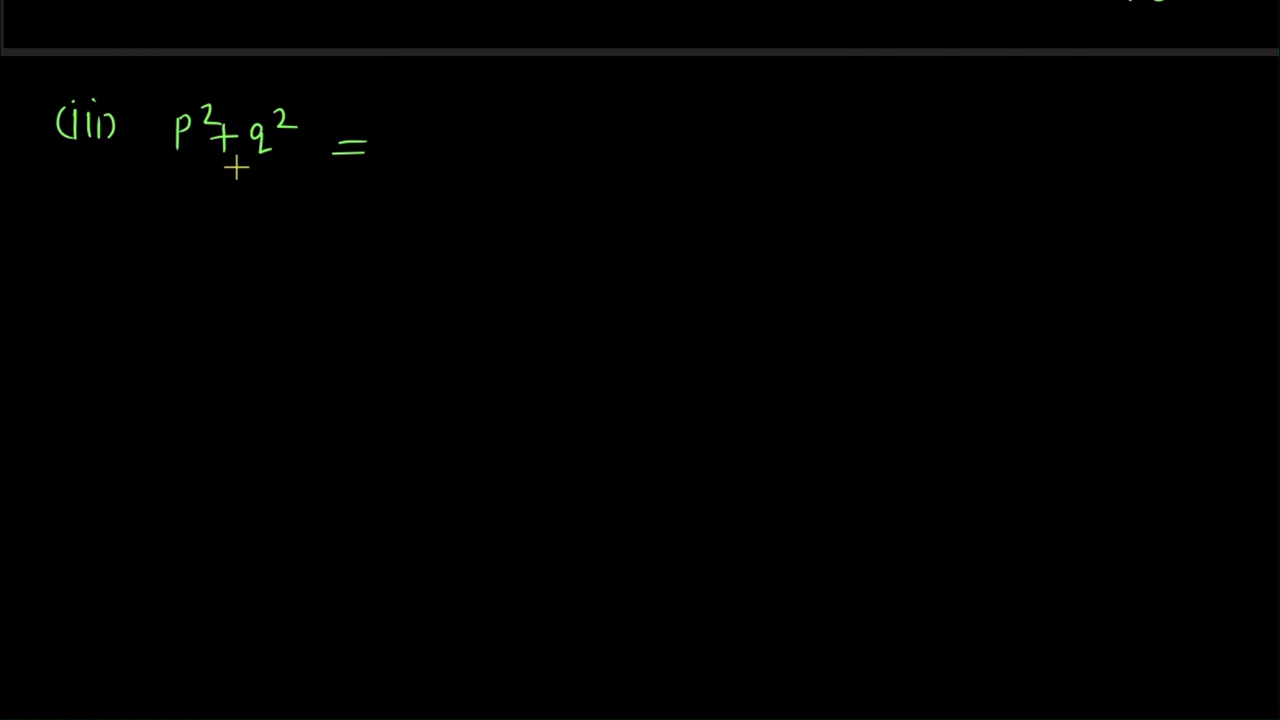 (iii) p²+q² =